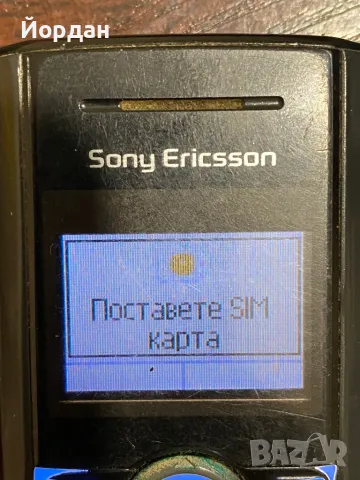 Йордан
Sony Ericsson
Поставете SIM
карта
BAZAR